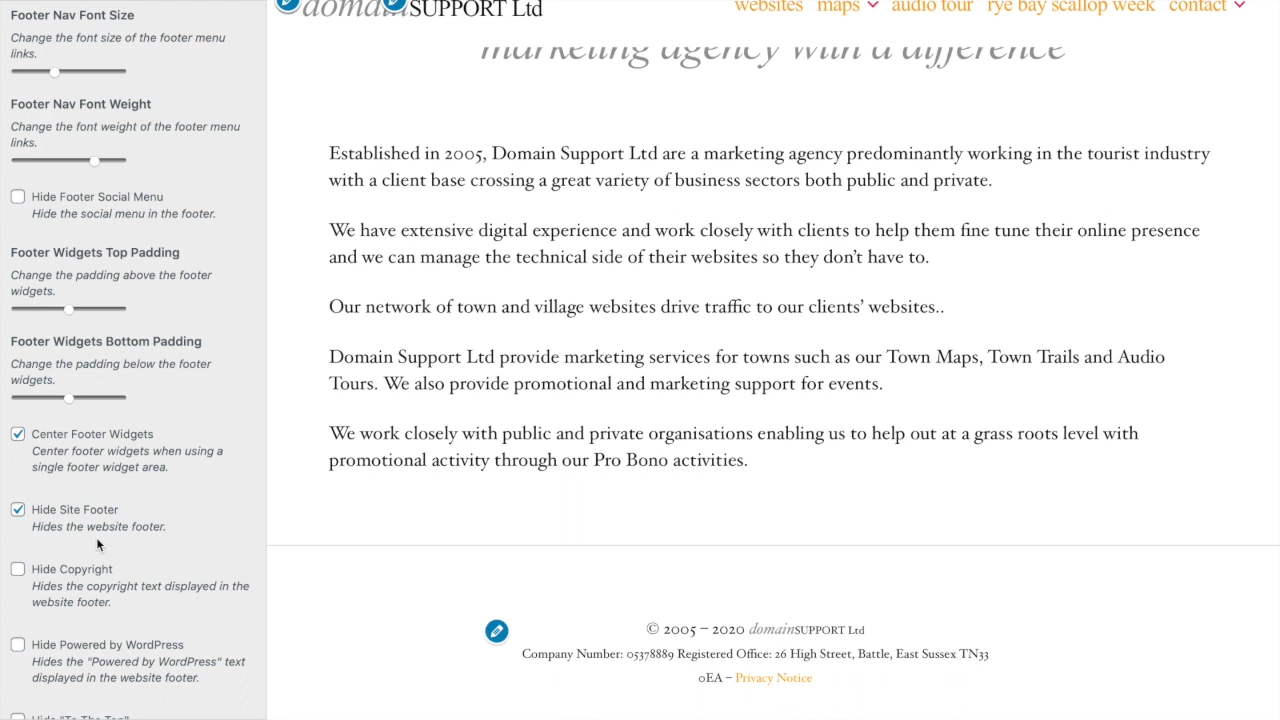 Footer Nav Font Size
Change the font size of the footer menu
links.
Footer Nav Font Weight
Change the font weight of the footer menu
links.
Hide Footer Social Menu
Hide the social menu in the footer.
Footer Widgets Top Padding
Change the padding above the footer
widgets.
Footer Widgets Bottom Padding
Change the padding below the footer
widgets.
Center Footer Widgets
Center footer widgets when using a
single footer widget area.
Hide Site Footer
Hides the website footer.
Hide Copyright
Hides the copyright text displayed in the
website footer.
Hide Powered by WordPress
Hides the "Powered by WordPress" text
displayed in the website footer.
Hide "To The Top"
domainSUPPORT Ltd
websites maps audio tour rye bay scallop week contact
marketing agency with a difference
Established in 2005, Domain Support Ltd are a marketing agency predominantly working in the tourist industry
with a client base crossing a great variety of business sectors both public and private.
We have extensive digital experience and work closely with clients to help them fine tune their online presence
and we can manage the technical side of their websites so they don’t have to.
Our network of town and village websites drive traffic to our clients’ websites..
Domain Support Ltd provide marketing services for towns such as our Town Maps, Town Trails and Audio
Tours. We also provide promotional and marketing support for events.
We work closely with public and private organisations enabling us to help out at a grass roots level with
promotional activity through our Pro Bono activities.
© 2005 – 2020 domainSUPPORT Ltd
Company Number: 05378889 Registered Office: 26 High Street, Battle, East Sussex TN33
0EA – Privacy Notice